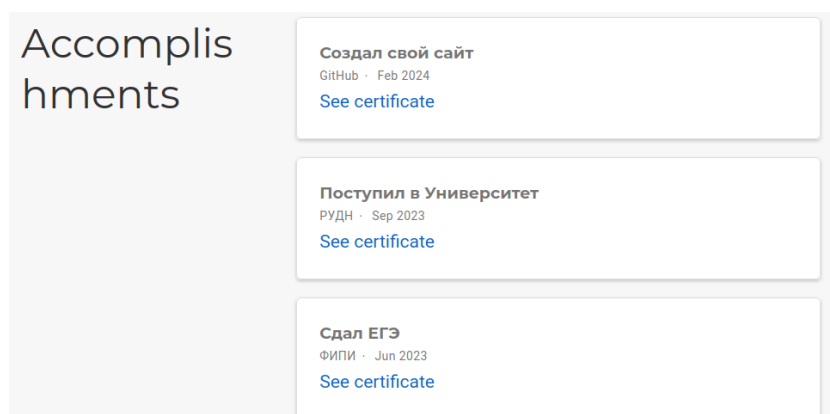 Accomplis
hments
Создал свой сайт
GitHub · Feb 2024
See certificate
Поступил в Университет
РУДН · Sep 2023
See certificate
Сдал ЕГЭ
ФИПИ · Jun 2023
See certificate